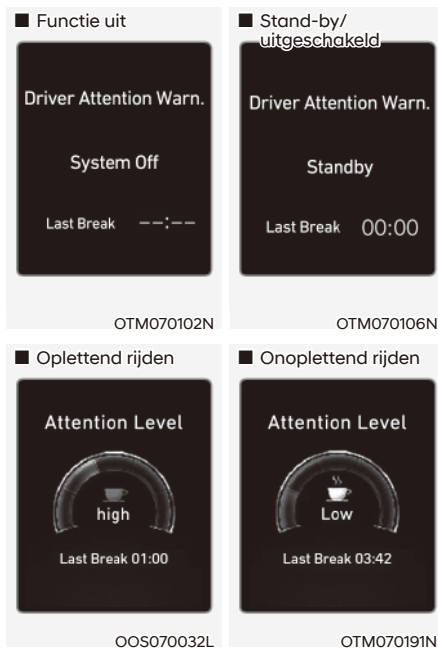 ■ Functie uit
Driver Attention Warn.
System Off
Last Break --:--
OTM070102N
■ Stand-by/
uitgeschakeld
Driver Attention Warn.
Standby
Last Break 00:00
OTM070106N
■ Oplettend rijden
Attention Level
high
Last Break 01:00
OOS070032L
■ Onoplettend rijden
Attention Level
Low
Last Break 03:42
OTM070191N